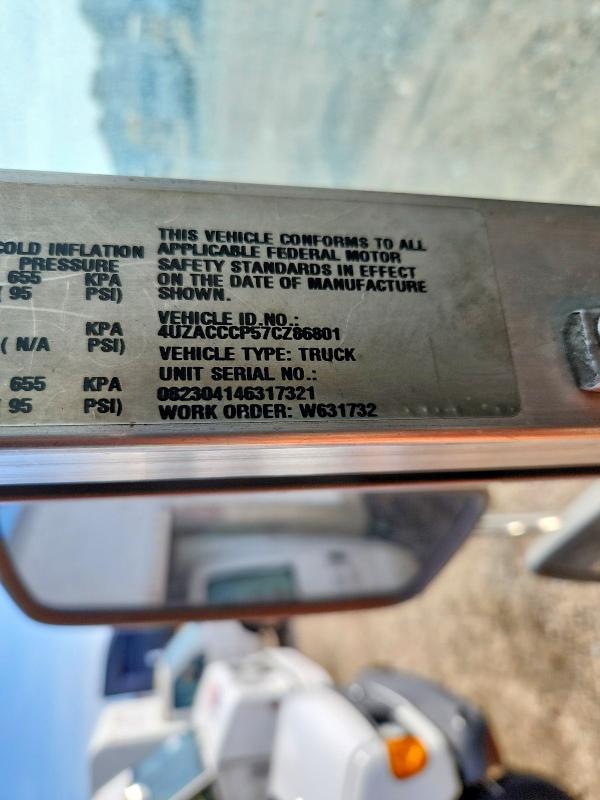 COLD INFLATION
PRESSURE
655 KPA
( 95 PSI)
KPA
( N/A PSI)
655 KPA
95 PSI)
THIS VEHICLE CONFORMS TO ALL
APPLICABLE FEDERAL MOTOR
SAFETY STANDARDS IN EFFECT
ON THE DATE OF MANUFACTURE
SHOWN.
VEHICLE ID.NO.:
4UZACCCP57CZ86801
VEHICLE TYPE: TRUCK
UNIT SERIAL NO.:
062304146317321
WORK ORDER: W631732